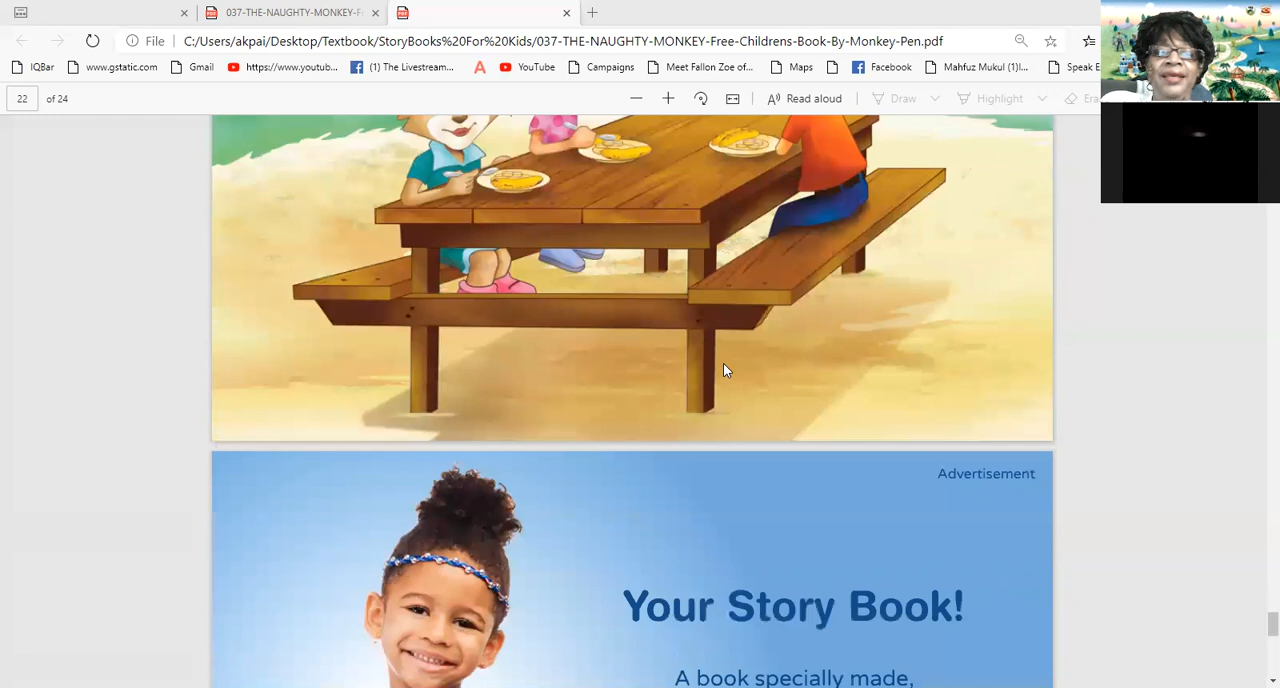 037-THE-NAUGHTY-MONKEY-F
File C:/Users/akpai/Desktop/Textbook/StoryBooks%20For%20Kids/037-THE-NAUGHTY-MONKEY-Free-Childrens-Book-By-Monkey-Pen.pdf
IQBar www.gstatic.com Gmail https://www.youtub... (1) The Livestream... YouTube Campaigns Meet Fallon Zoe of... Maps Facebook Mahfuz Mukul (1)I... Speak E
22 of 24 Read aloud Draw Highlight Era
Advertisement
Your Story Book!
A book specially made,